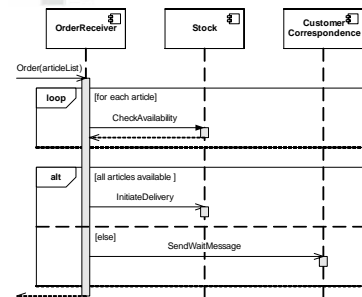 OrderReceiver
Stock
Customer
Correspondence
Order(articleList)
loop
[for each article]
CheckAvailability
alt
[all articles available ]
InitiateDelivery
[else]
SendWaitMessage